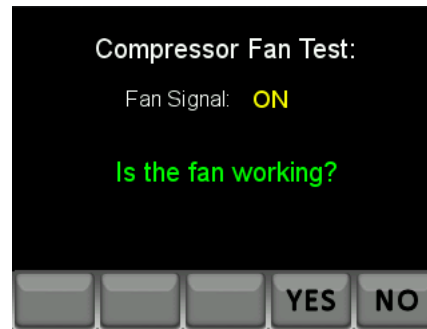 Compressor Fan Test:
Fan Signal: ON
Is the fan working?
YES NO